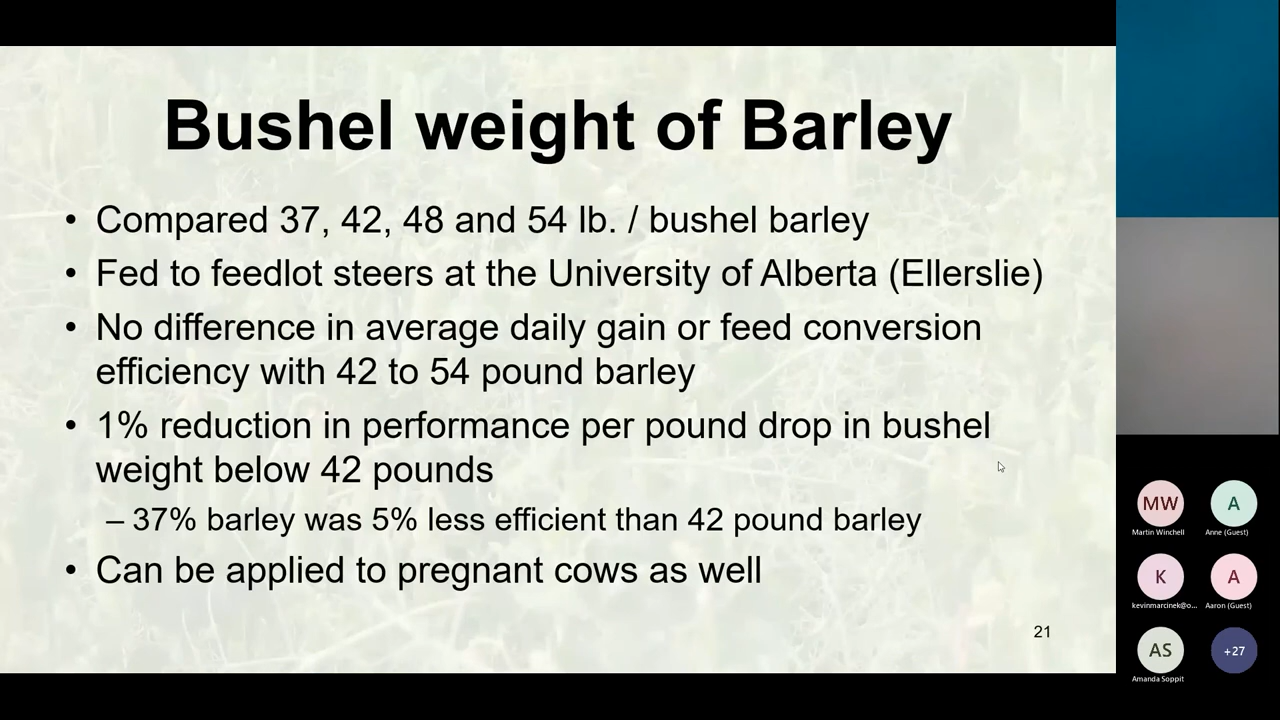 Bushel weight of Barley
• Compared 37, 42, 48 and 54 lb. / bushel barley
• Fed to feedlot steers at the University of Alberta (Ellerslie)
• No difference in average daily gain or feed conversion
efficiency with 42 to 54 pound barley
• 1% reduction in performance per pound drop in bushel
weight below 42 pounds
– 37% barley was 5% less efficient than 42 pound barley
• Can be applied to pregnant cows as well
21
MW
A
Martin Winchell
Anne (Guest)
K
A
kevinmarcinek@o...
Aaron (Guest)
AS
+27
Amanda Soppit